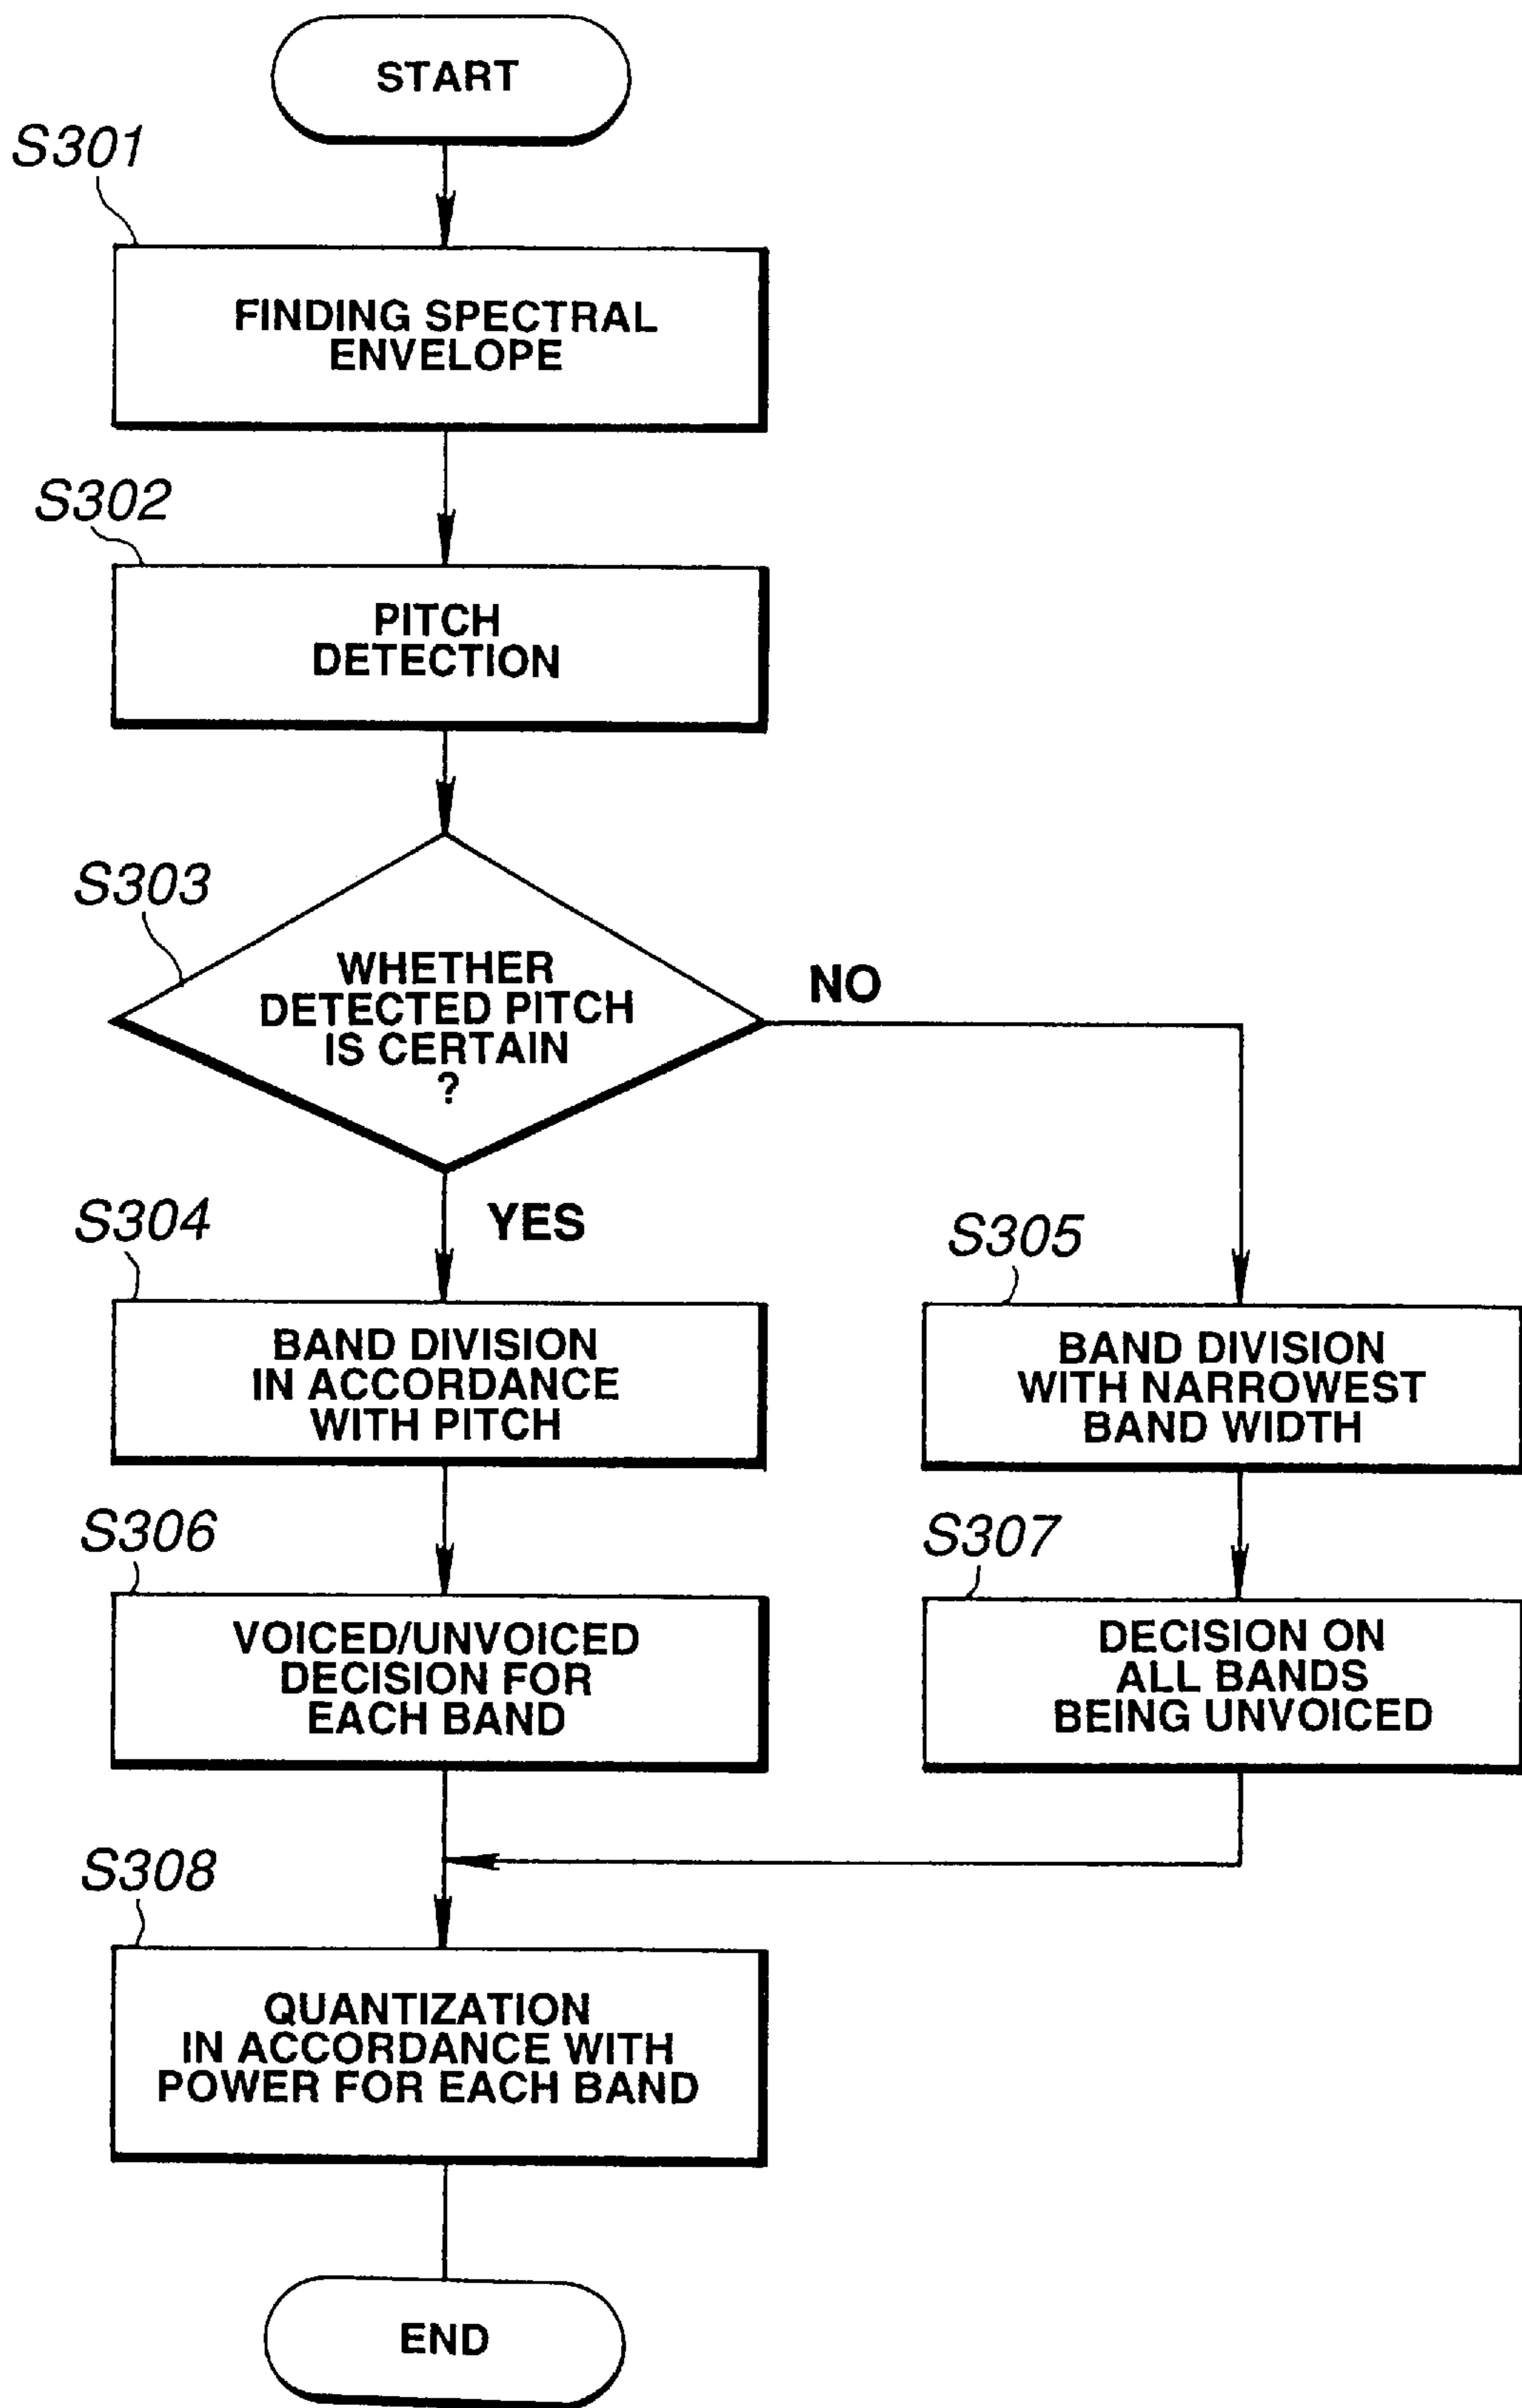 START
S301
FINDING SPECTRAL
ENVELOPE
S302
PITCH
DETECTION
S303
WHETHER
DETECTED PITCH
IS CERTAIN
?
NO
YES
S304
BAND DIVISION
IN ACCORDANCE
WITH PITCH
S305
BAND DIVISION
WITH NARROWEST
BAND WIDTH
S306
VOICED/UNVOICED
DECISION FOR
EACH BAND
S307
DECISION ON
ALL BANDS
BEING UNVOICED
S308
QUANTIZATION
IN ACCORDANCE WITH
POWER FOR EACH BAND
END